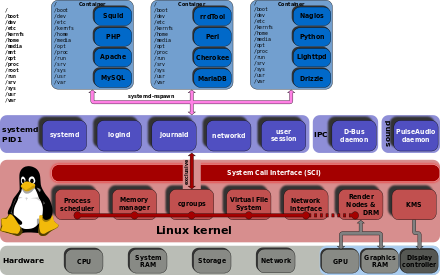 Container
Container
Container
/
/boot
/dev
/etc
/kernfs
/home
/media
/mnt
/opt
/proc
/root
/run
/srv
/sys
/usr
/var
/boot
/dev
/etc
/kernfs
/home
/media
/opt
/proc
/run
/srv
/sys
/usr
/var
Squid
PHP
Apache
MySQL
/boot
/dev
/etc
/kernfs
/home
/media
/opt
/proc
/run
/srv
/sys
/usr
/var
rrdTool
Perl
Cherokee
MariaDB
/boot
/dev
/etc
/kernfs
/home
/media
/opt
/proc
/run
/srv
/sys
/usr
/var
Nagios
Python
Lighttpd
Drizzle
systemd-nspawn
systemd
PID1
systemd
logind
journald
networkd
user
session
IPC
D-Bus
daemon
sound
PulseAudio
daemon
exclusive
System Call Interface (SCI)
Process
scheduler
Memory
manager
cgroups
Virtual File
System
Network
interface
Render
Nodes &
DRM
KMS
Linux kernel
Hardware
CPU
System
RAM
Storage
Network
GPU
Graphics
RAM
Display
controller